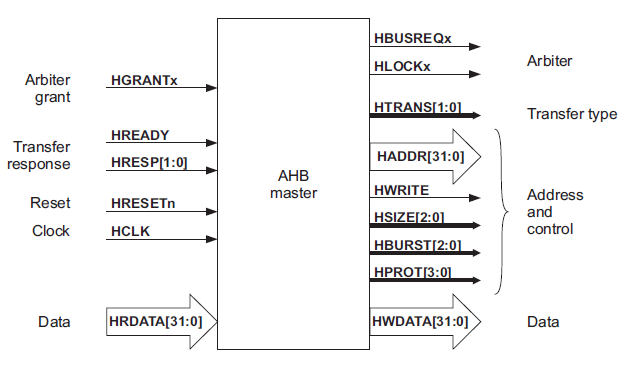 HBUSREQx
HLOCKx
Arbiter
Arbiter
grant
HGRANTx
HTRANS[1:0]
Transfer type
Transfer
response
HREADY
HRESP[1:0]
HADDR[31:0]
AHB
master
Reset
HRESETn
Clock
HCLK
HWRITE
HSIZE[2:0]
HBURST[2:0]
HPROT[3:0]
Address
and
control
Data
HRDATA[31:0]
HWDATA[31:0]
Data